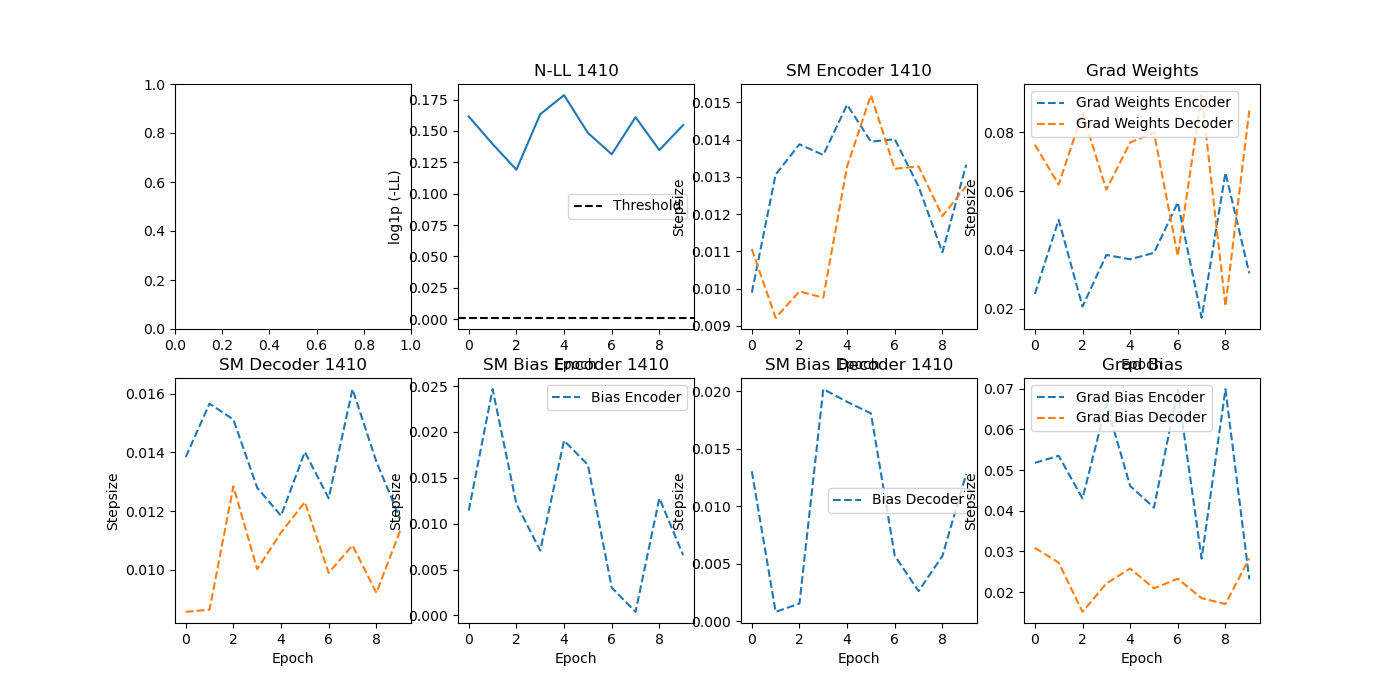 N-LL 1410
SM Encoder 1410
Grad Weights
1.0
0.8
0.6
0.4
0.2
0.0
0.0 0.2 0.4 0.6 0.8 1.0
log1p (-LL)
0.175
0.150
0.125
0.100
0.075
0.050
0.025
0.000
Threshold
0 2 4 6 8
Epoch
Stepsize
0.015
0.014
0.013
0.012
0.011
0.010
0.009
0 2 4 6 8
Epoch
Stepsize
0.08
0.06
0.04
0.02
Grad Weights Encoder
Grad Weights Decoder
0 2 4 6 8
Epoch
SM Decoder 1410
Stepsize
0.016
0.014
0.012
0.010
0 2 4 6 8
Epoch
SM Bias Encoder 1410
Stepsize
0.025
0.020
0.015
0.010
0.005
0.000
Bias Encoder
0 2 4 6 8
Epoch
SM Bias Decoder 1410
Stepsize
0.020
0.015
0.010
0.005
0.000
Bias Decoder
0 2 4 6 8
Epoch
Grad Bias
Stepsize
0.07
0.06
0.05
0.04
0.03
0.02
Grad Bias Encoder
Grad Bias Decoder
0 2 4 6 8
Epoch